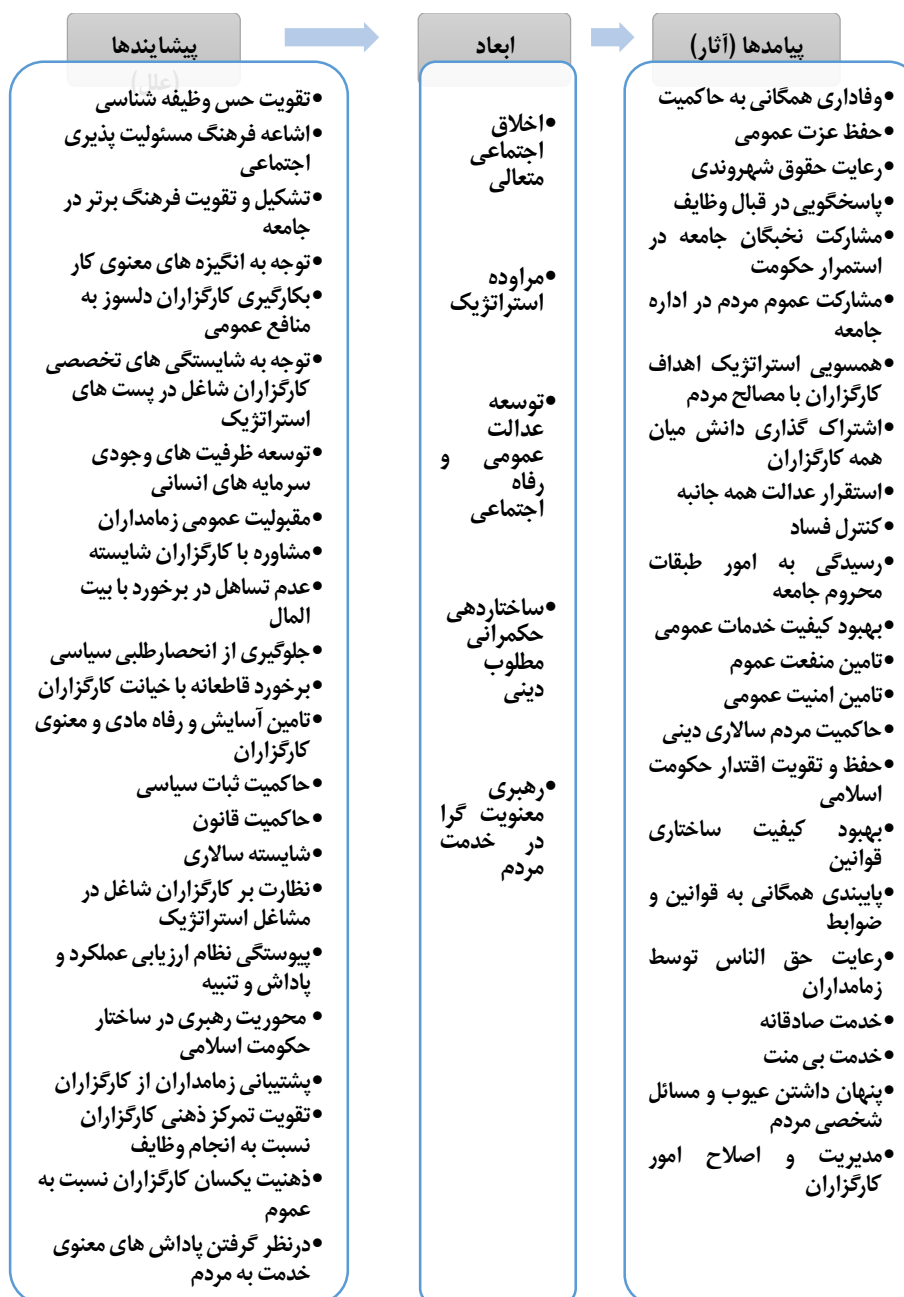 پیشایندها
(علل)
•تقویت حس وظیفه شناسی
•اشاعه فرهنگ مسئولیت پذیری
اجتماعی
•تشکیل و تقویت فرهنگ برتر در
جامعه
•توجه به انگیزه های معنوی کار
•بکارگیری کارگزاران دلسوز به
منافع عمومی
•توجه به شایستگی های تخصصی
کارگزاران شاغل در پست های
استراتژیک
•توسعه ظرفیت های وجودی
سرمایه های انسانی
•مقبولیت عمومی زمامداران
•مشاوره با کارگزاران شایسته
•عدم تساهل در برخورد با بیت
المال
•جلوگیری از انحصارطلبی سیاسی
•برخورد قاطعانه با خیانت کارگزاران
•تامین آسایش و رفاه مادی و معنوی
کارگزاران
•حاکمیت ثبات سیاسی
•حاکمیت قانون
•شایسته سالاری
•نظارت بر کارگزاران شاغل در
مشاغل استراتژیک
•پیوستگی نظام ارزیابی عملکرد و
پاداش و تنبیه
• محوریت رهبری در ساختار
حکومت اسلامی
•پشتیبانی زمامداران از کارگزاران
•تقویت تمرکز ذهنی کارگزاران
نسبت به انجام وظایف
•ذهنیت یکسان کارگزاران نسبت به
عموم
•درنظر گرفتن پاداش های معنوی
خدمت به مردم
ابعاد
•اخلاق
اجتماعی
متعالی
•مراوده
استراتژیک
•توسعه
عدالت
عمومی و
رفاه
اجتماعی
•ساختاردهی
حکمرانی
مطلوب
دینی
•رهبری
معنویت گرا
در خدمت
مردم
پیامدها (آثار)
•وفاداری همگانی به حاکمیت
•حفظ عزت عمومی
•رعایت حقوق شهروندی
•پاسخگویی در قبال وظایف
•مشارکت نخبگان جامعه در
استمرار حکومت
•مشارکت عموم مردم در اداره
جامعه
•همسویی استراتژیک اهداف
کارگزاران با مصالح مردم
•اشتراک گذاری دانش میان
همه کارگزاران
•استقرار عدالت همه جانبه
•کنترل فساد
•رسیدگی به امور طبقات
محروم جامعه
•بهبود کیفیت خدمات عمومی
•تامین منفعت عموم
•تامین امنیت عمومی
•حاکمیت مردم سالاری دینی
•حفظ و تقویت اقتدار حکومت
اسلامی
•بهبود کیفیت ساختاری
قوانین
•پایبندی همگانی به قوانین و
ضوابط
•رعایت حق الناس توسط
زمامداران
•خدمت صادقانه
•خدمت بی منت
•پنهان داشتن عیوب و مسائل
شخصی مردم
•مدیریت و اصلاح امور
کارگزاران